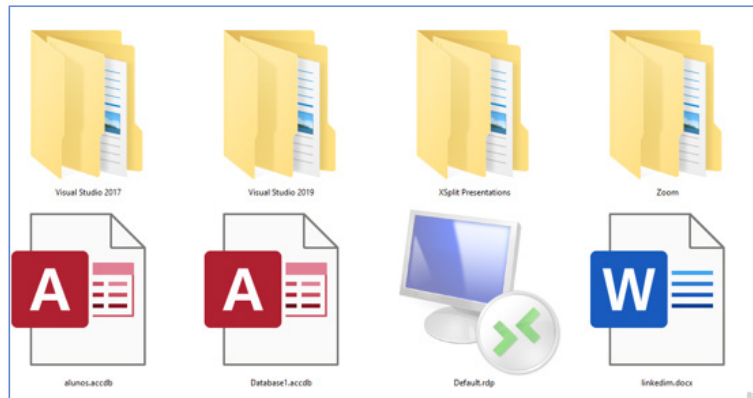 Visual Studio 2017
Visual Studio 2019
XSplit Presentations
Zoom
A
A
W
alunos.accdb
Database1.accdb
Default.rdp
linkedim.docx